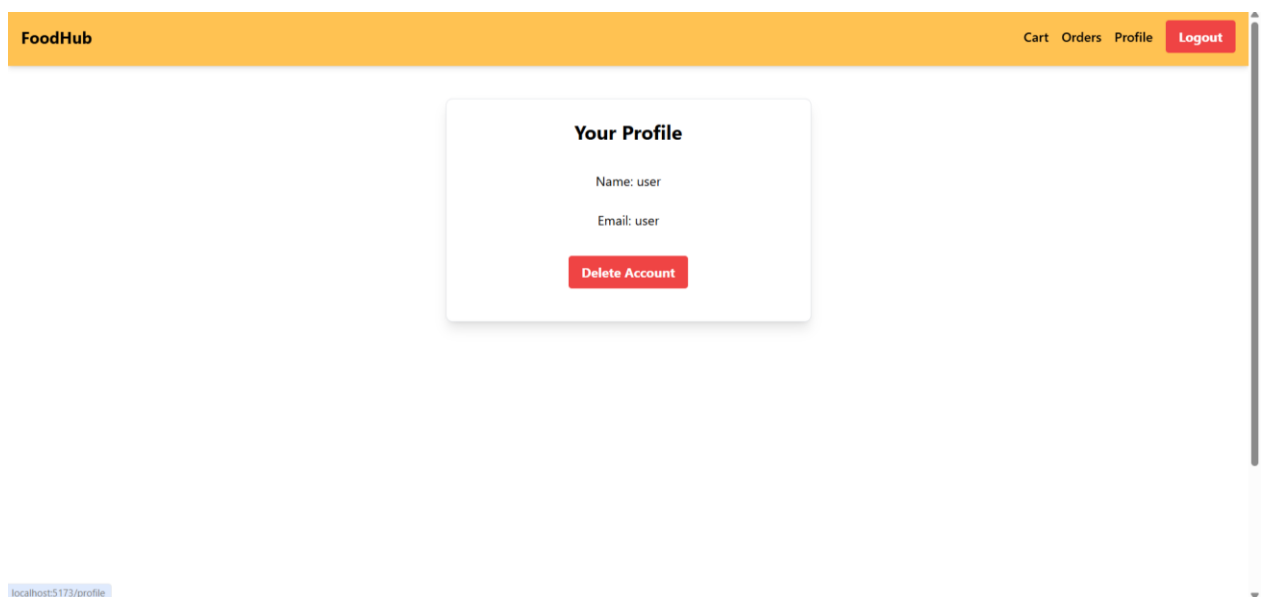 FoodHub
Cart Orders Profile Logout
Your Profile
Name: user
Email: user
Delete Account
localhost:5173/profile